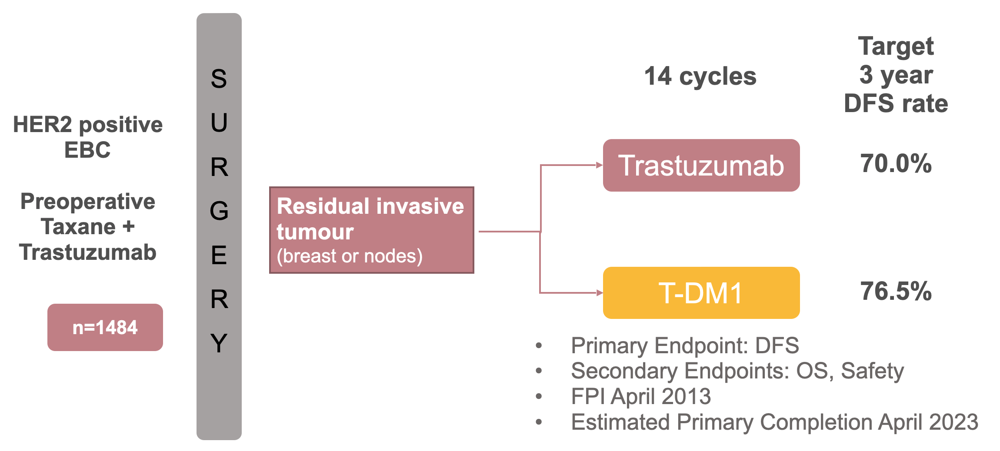 HER2 positive
EBC
Preoperative
Taxane +
Trastuzumab
n=1484
S
U
R
G
E
R
Y
Residual invasive
tumour
(breast or nodes)
14 cycles
Target
3 year
DFS rate
Trastuzumab
70.0%
T-DM1
76.5%
• Primary Endpoint: DFS
• Secondary Endpoints: OS, Safety
• FPI April 2013
• Estimated Primary Completion April 2023